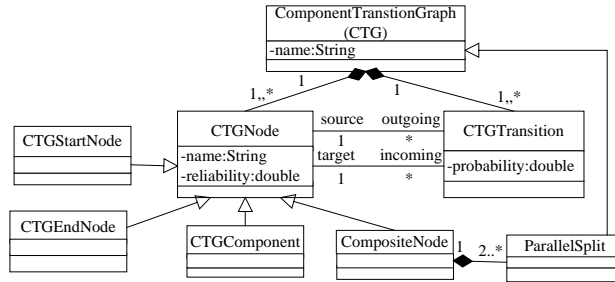 ComponentTranstionGraph
(CTG)
-name:String
1
1
1,,*
1,,*
CTGNode
source
outgoing
CTGTransition
1
*
CTGStartNode
-name:String
target
incoming
-reliability:double
-probability:double
1
*
CTGEndNode
CTGComponent
CompositeNode
1
2..*
ParallelSplit